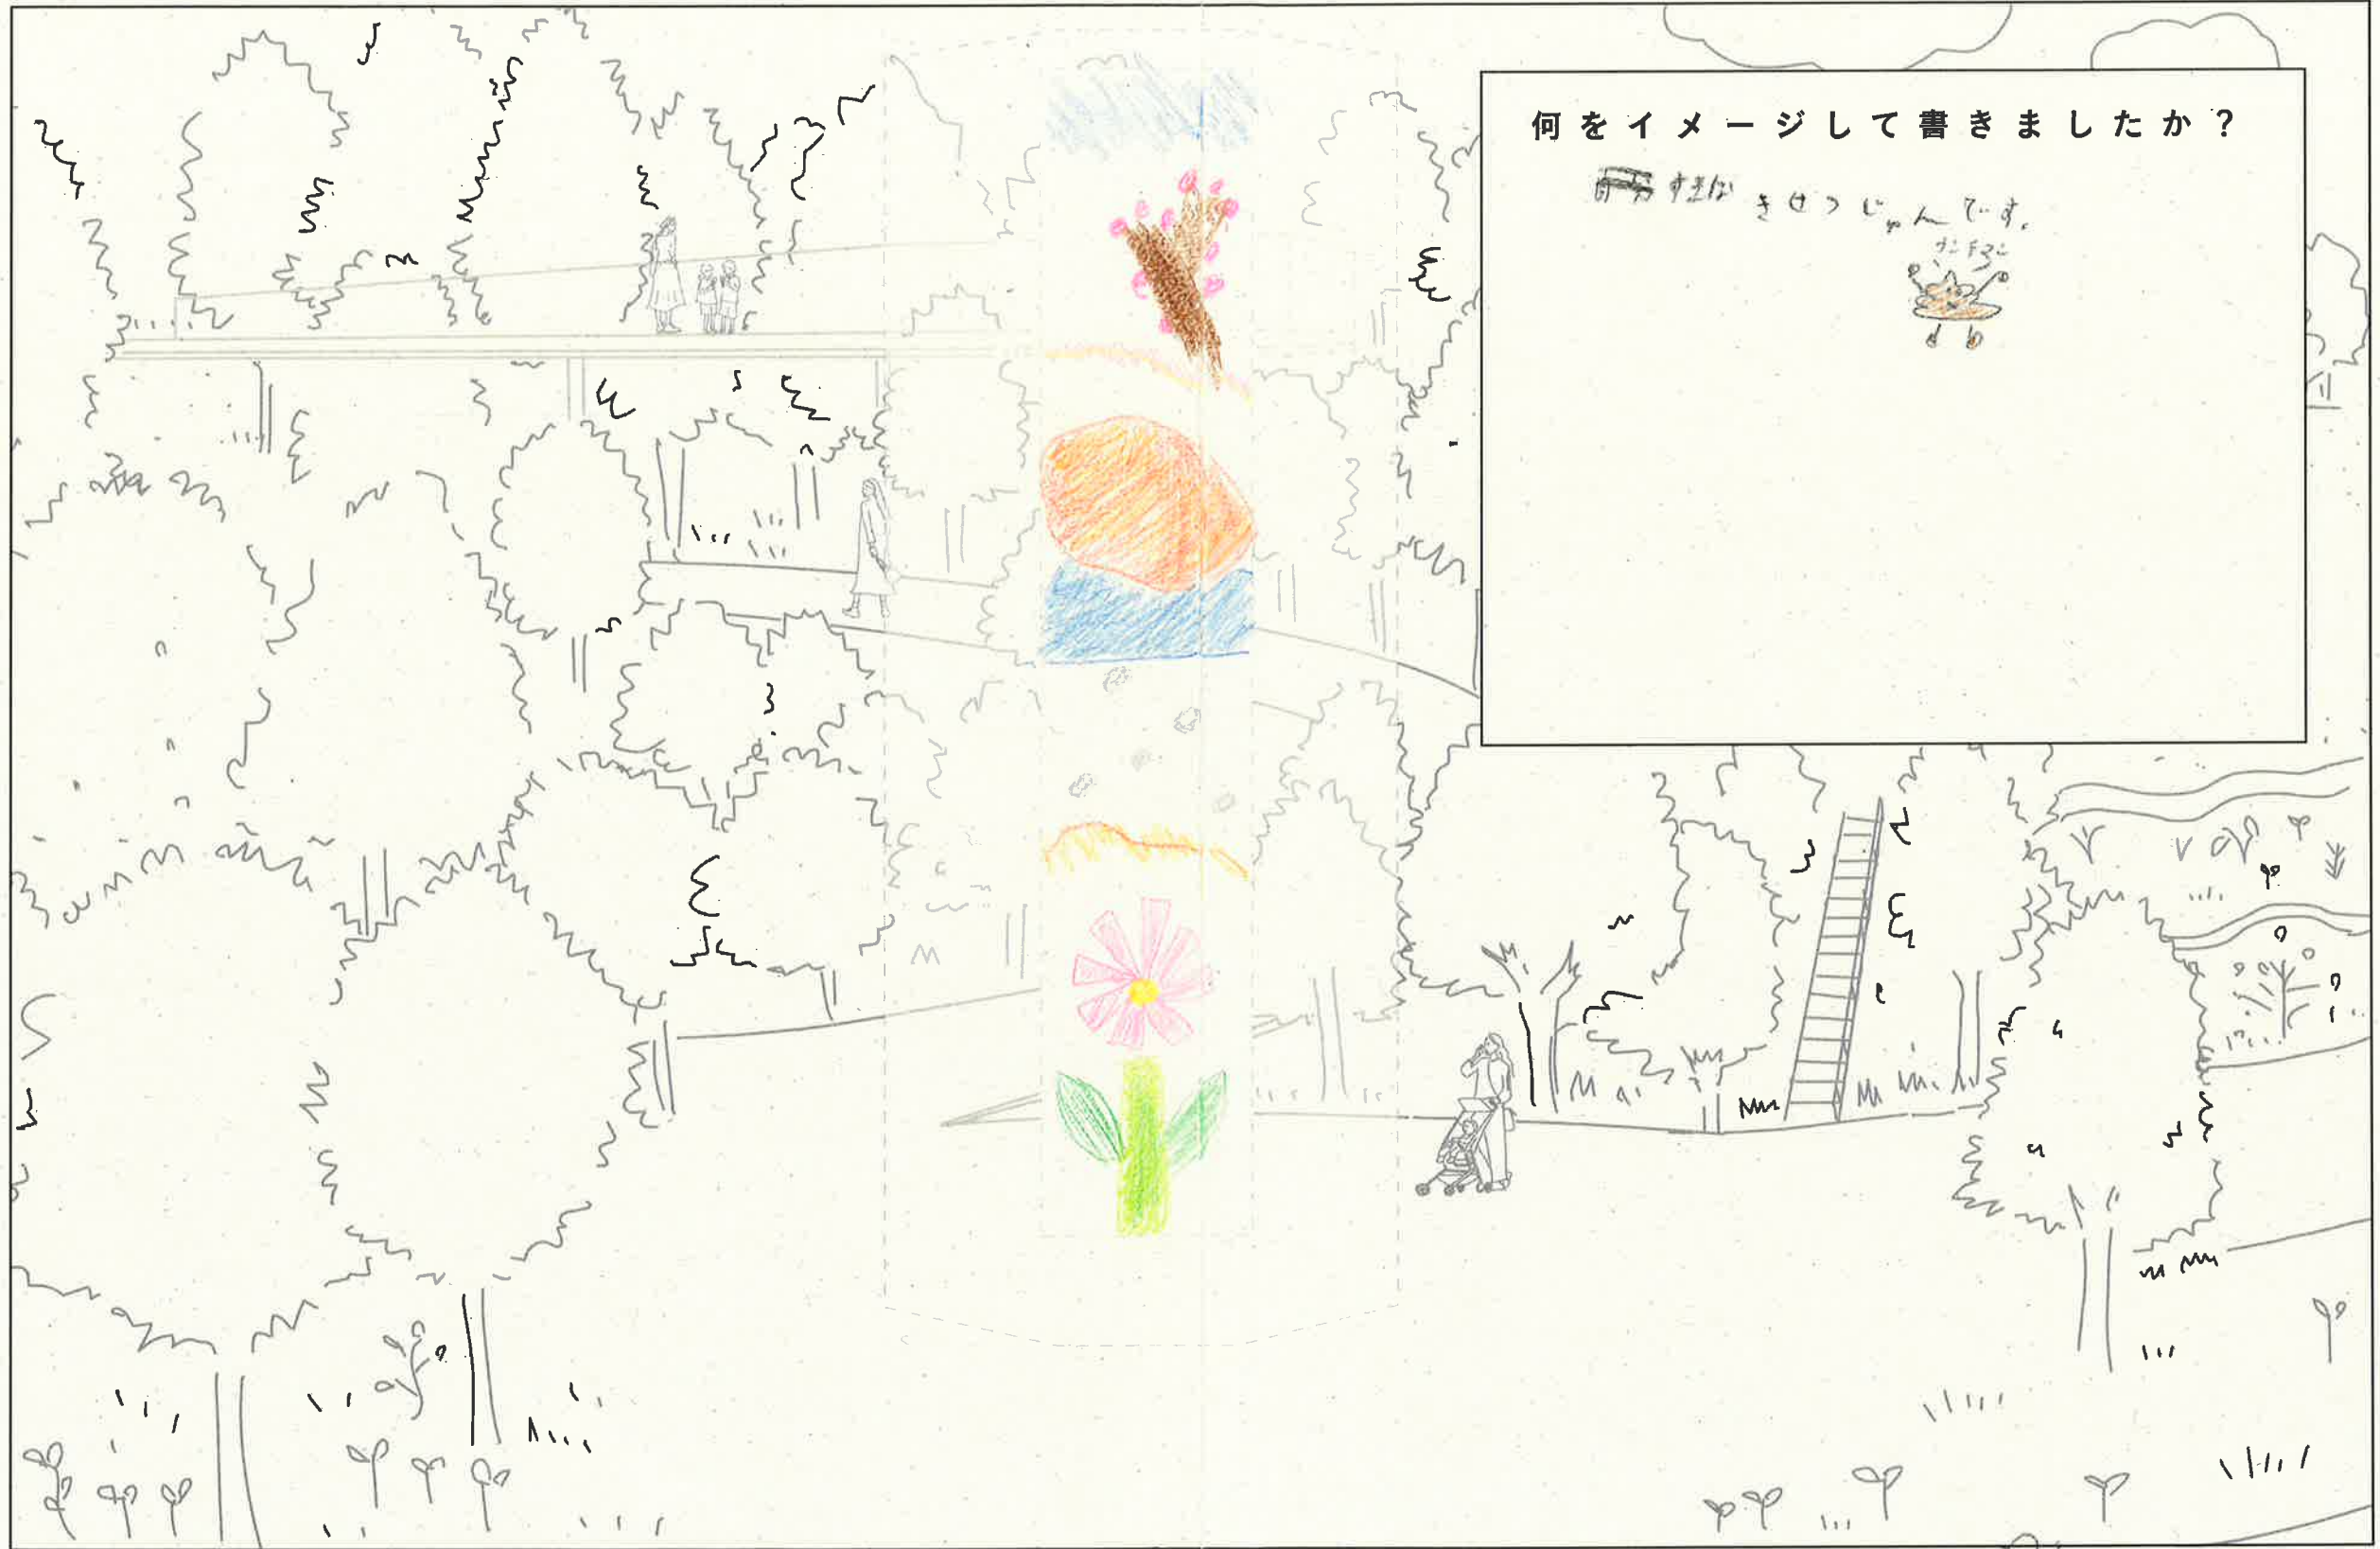 何をイメージして書きましたか？
すきな きせつじゅんです。